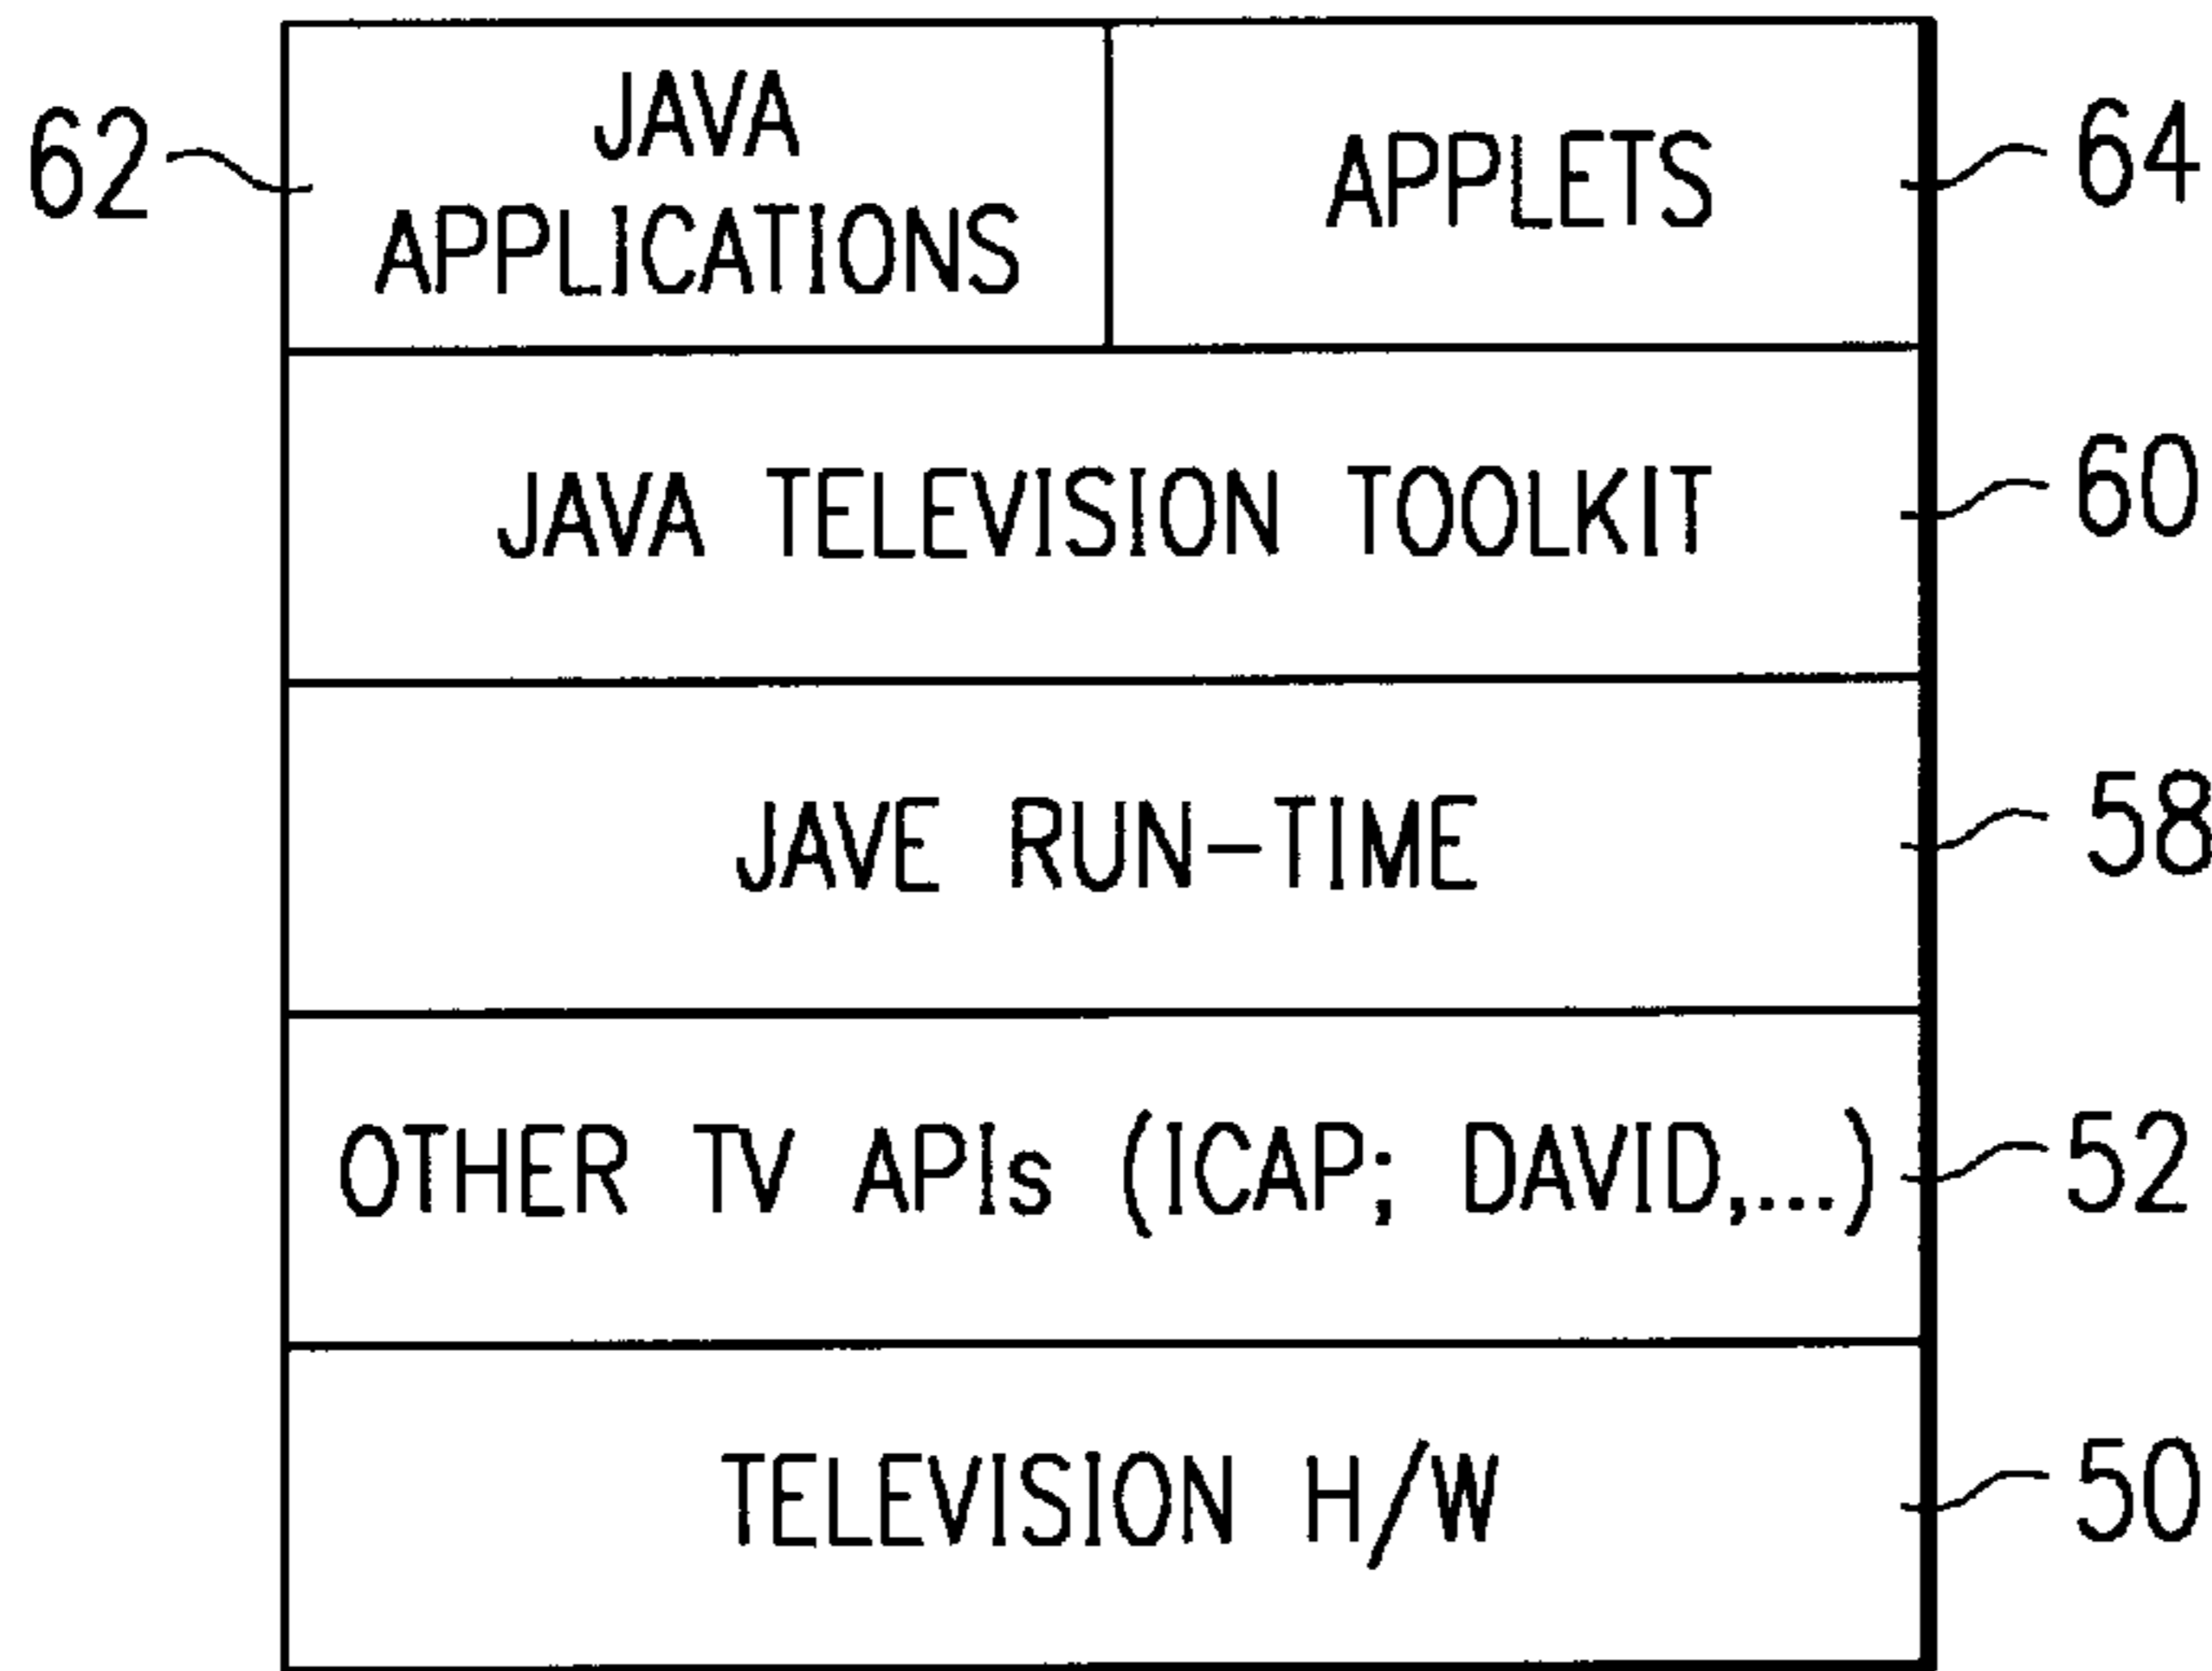 JAVA
APPLICATIONS
62
APPLETS
64
JAVA TELEVISION TOOLKIT
60
JAVE RUN-TIME
58
OTHER TV APIs (ICAP; DAVID,...)
52
TELEVISION H/W
50